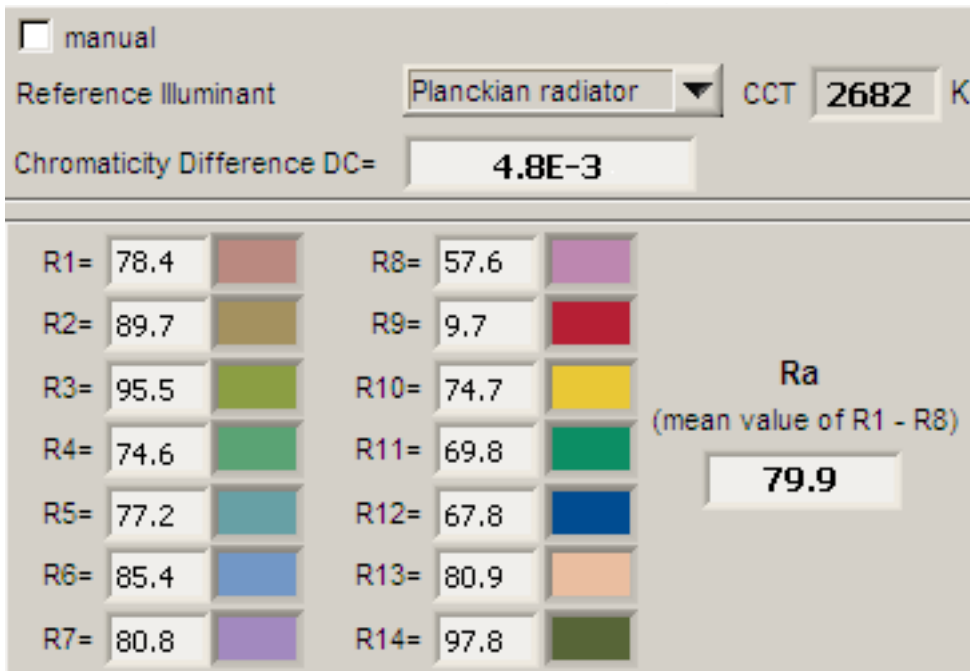 manual
Reference Illuminant Planckian radiator CCT 2682 K
Chromaticity Difference DC= 4.8E-3
R1= 78.4 R8= 57.6
R2= 89.7 R9= 9.7
R3= 95.5 R10= 74.7
Ra
(mean value of R1 - R8)
R4= 74.6 R11= 69.8
79.9
R5= 77.2 R12= 67.8
R6= 85.4 R13= 80.9
R7= 80.8 R14= 97.8